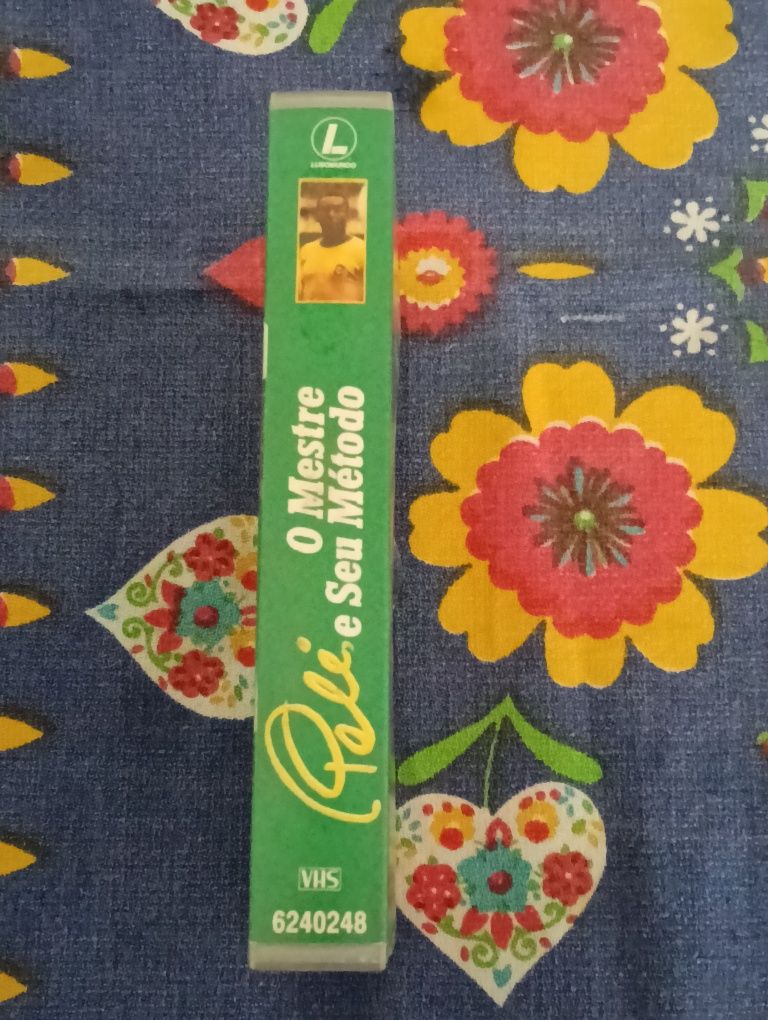 L
LUSOMUNDO
Pelé, O Mestre
e Seu Método
VHS
6240248